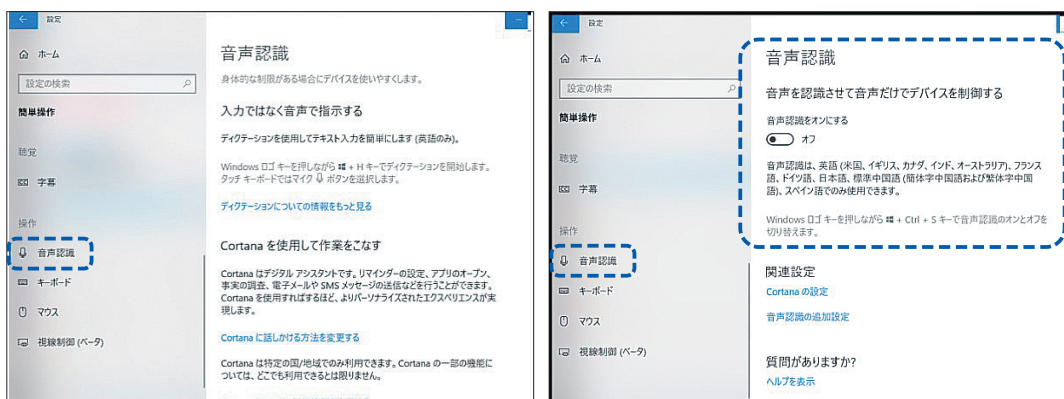 設定
ホーム
設定の検索
簡単操作
聴覚
字幕
操作
音声認識
キーボード
マウス
視線制御 (ベータ)
音声認識
身体的な制限がある場合にデバイスを使いやすくします。
入力ではなく音声で指示する
ディクテーションを使用してテキスト入力を簡単にします (英語のみ)。
Windows ロゴ キーを押しながら + H キーでディクテーションを開始します。
タッチ キーボードではマイク ボタンを選択します。
ディクテーションについての情報をもっと見る
Cortana を使用して作業をこなす
Cortana はデジタル アシスタントです。リマインダーの設定、アプリのオープン、
事実の調査、電子メールや SMS メッセージの送信などを行うことができます。
Cortana を使用すればするほど、よりパーソナライズされたエクスペリエンスが実
現します。
Cortana に話しかける方法を変更する
Cortana は特定の国/地域でのみ利用できます。Cortana の一部の機能に
ついては、どこでも利用できるとは限りません。
設定
ホーム
設定の検索
簡単操作
聴覚
字幕
操作
音声認識
キーボード
マウス
視線制御 (ベータ)
音声認識
音声を認識させて音声だけでデバイスを制御する
音声認識をオンにする
オフ
音声認識は、英語 (米国、イギリス、カナダ、インド、オーストラリア)、フランス
語、ドイツ語、日本語、標準中国語 (簡体字中国語および繁体字中国
語)、スペイン語でのみ使用できます。
Windows ロゴ キーを押しながら + Ctrl + S キーで音声認識のオンとオフを
切り替えます。
関連設定
Cortana の設定
音声認識の追加設定
質問がありますか?
ヘルプを表示